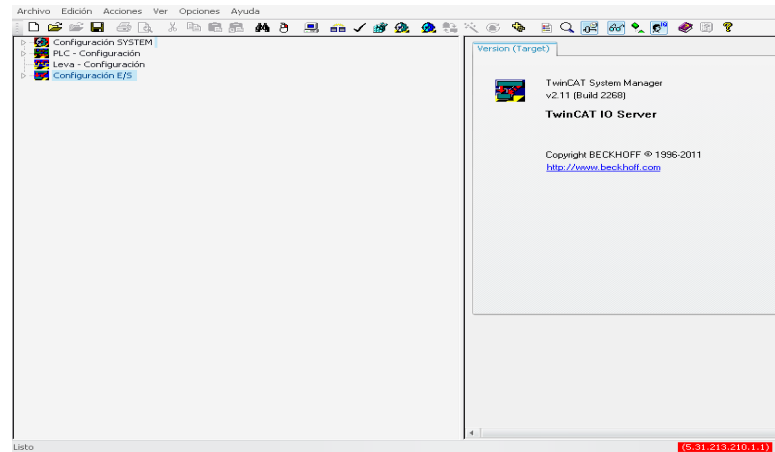 Archivo Edición Acciones Ver Opciones Ayuda
Configuración SYSTEM
PLC - Configuración
Leva - Configuración
Configuración E/S
Version (Target)
TwinCAT System Manager
v2.11 (Build 2268)
TwinCAT IO Server
Copyright BECKHOFF © 1996-2011
http://www.beckhoff.com
Listo
(5.31.213.210.1.1)